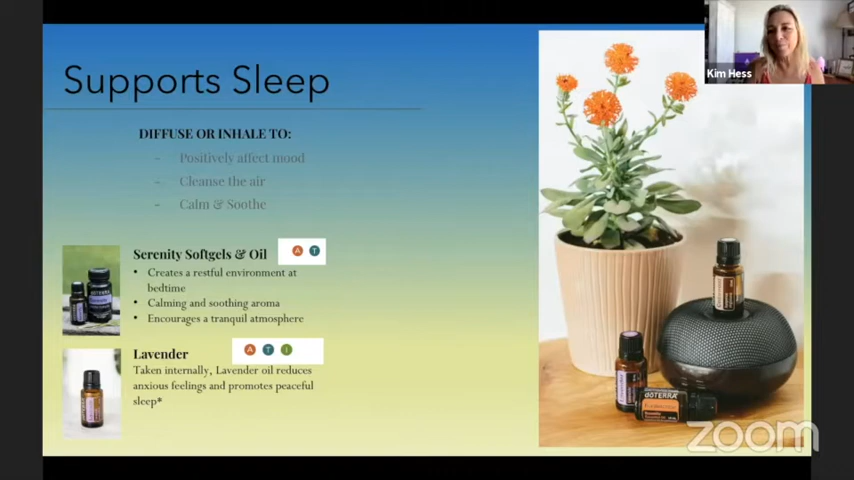 Kim Hess
Supports Sleep
DIFFUSE OR INHALE TO:
- Positively affect mood
- Cleanse the air
- Calm & Soothe
Serenity Softgels & Oil A T
• Creates a restful environment at
bedtime
• Calming and soothing aroma
• Encourages a tranquil atmosphere
Lavender A T I
Taken internally, Lavender oil reduces
anxious feelings and promotes peaceful
sleep*
doTERRA
zoom